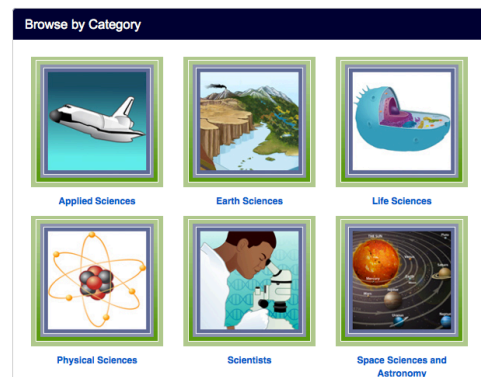 Browse by Category
Applied Sciences
Earth Sciences
Life Sciences
Physical Sciences
Scientists
Space Sciences and
Astronomy